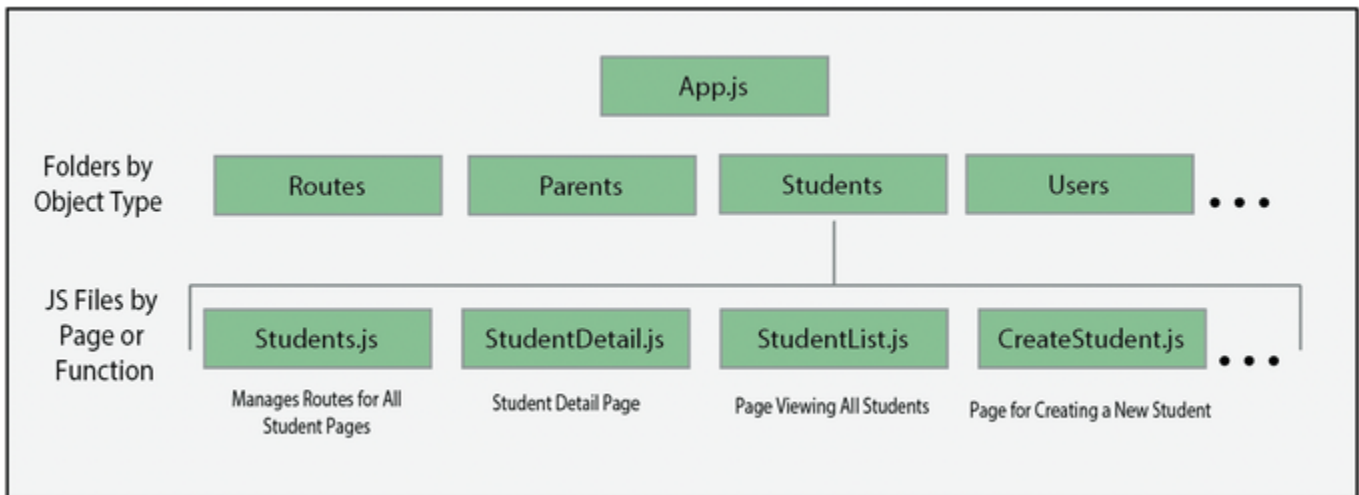 App.js
Folders by
Object Type
Routes
Parents
Students
Users
...
JS Files by
Page or
Function
Students.js
StudentDetail.js
StudentList.js
CreateStudent.js
...
Manages Routes for All
Student Pages
Student Detail Page
Page Viewing All Students
Page for Creating a New Student